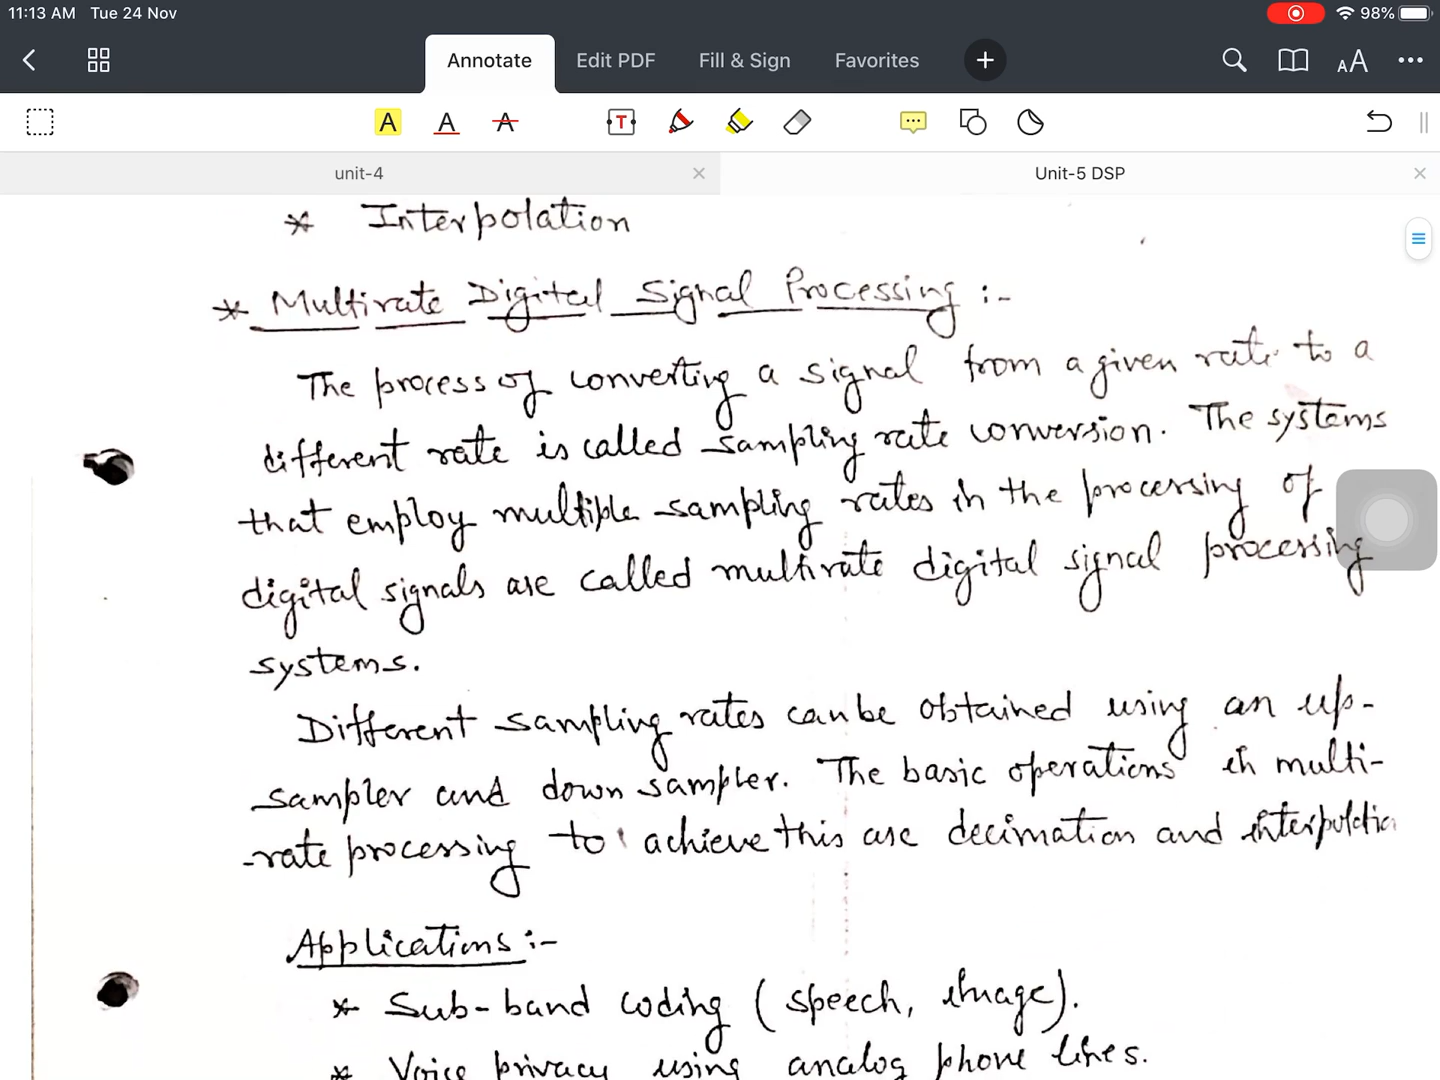 11:13 AM Tue 24 Nov 98%
Annotate Edit PDF Fill & Sign Favorites
unit-4 Unit-5 DSP
* Interpolation
* Multirate Digital Signal Processing :-
The process of converting a signal from a given rate to a
different rate is called sampling rate conversion. The systems
that employ multiple sampling rates in the processing of
digital signals are called multirate digital signal processing
systems.
Different sampling rates can be obtained using an up-
sampler and down sampler. The basic operations in multi-
-rate processing to achieve this are decimation and interpolatio
Applications :-
* Sub-band coding (speech, image).
* Voice privacy using analog phone lines.